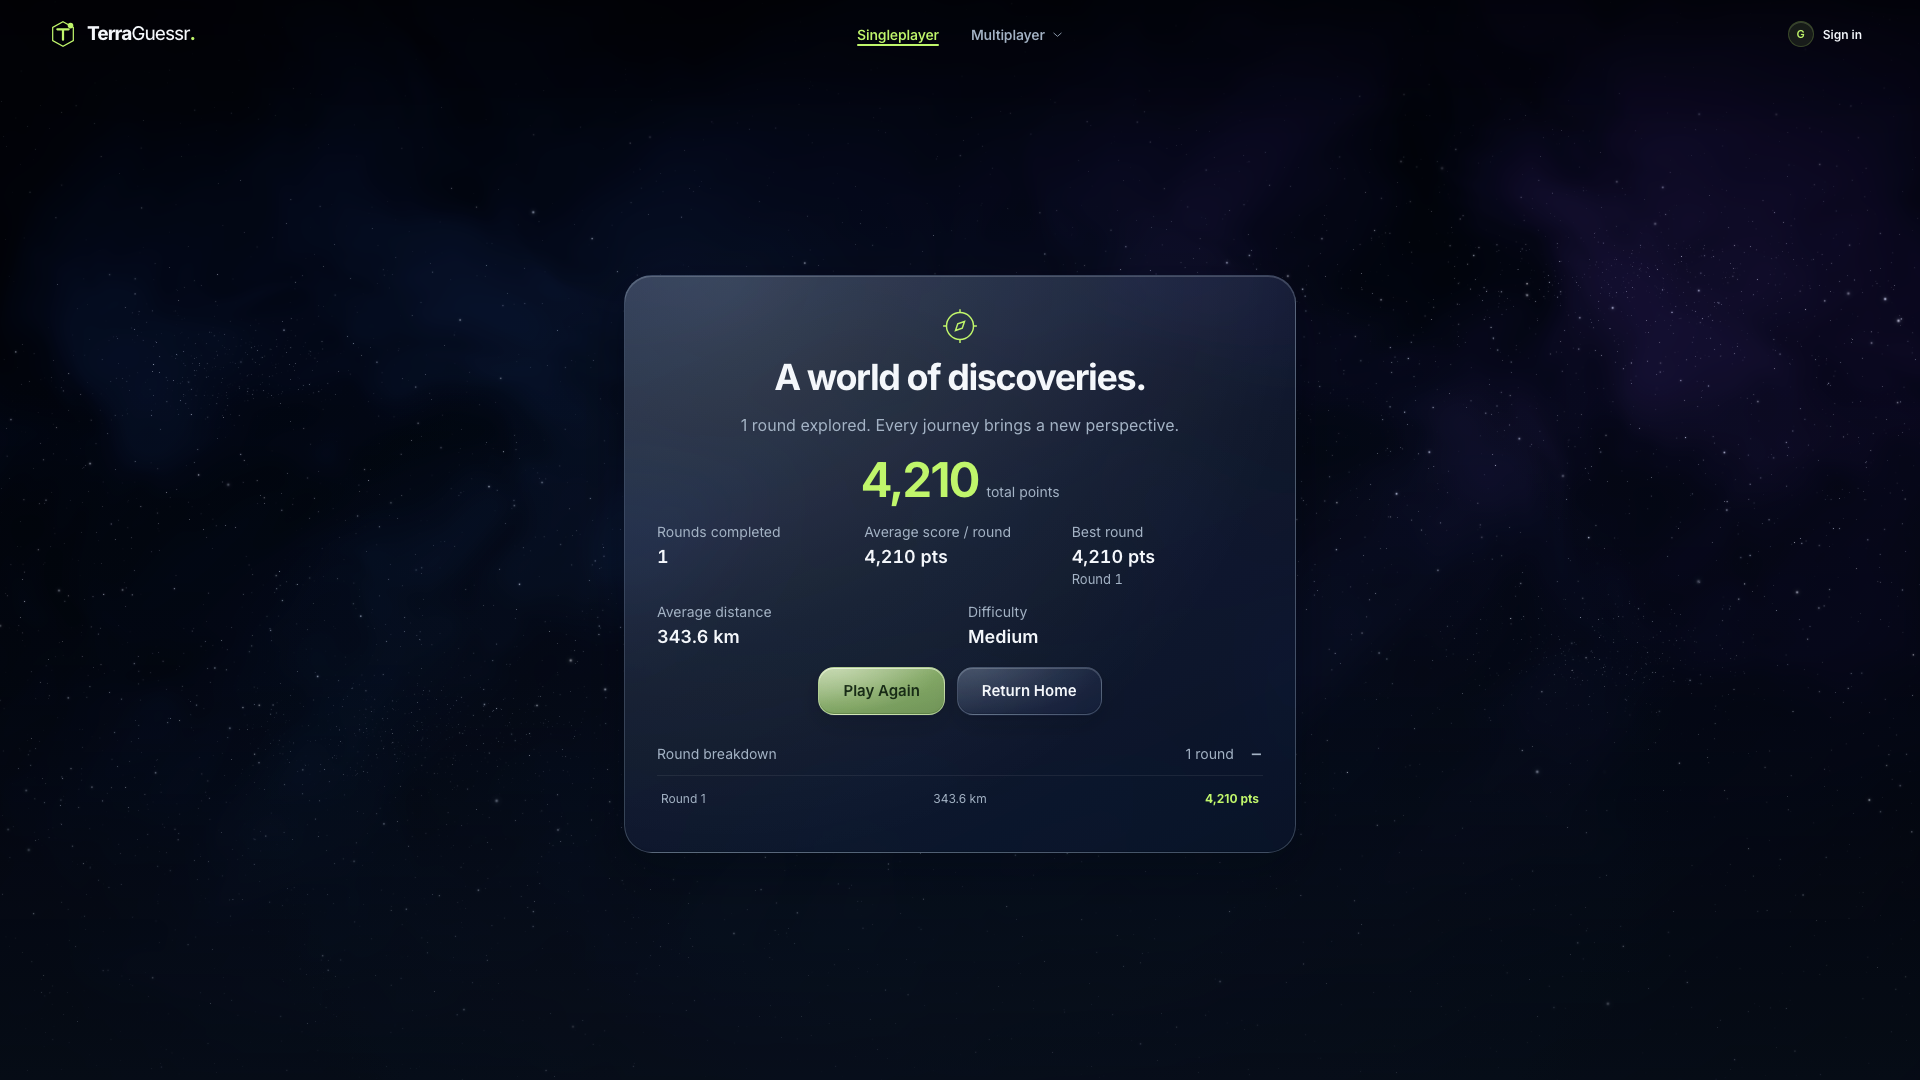 TerraGuessr.
Singleplayer
Multiplayer
G
Sign in
A world of discoveries.
1 round explored. Every journey brings a new perspective.
4,210 total points
Rounds completed
1
Average score / round
4,210 pts
Best round
4,210 pts
Round 1
Average distance
343.6 km
Difficulty
Medium
Play Again
Return Home
Round breakdown
1 round –
Round 1
343.6 km
4,210 pts